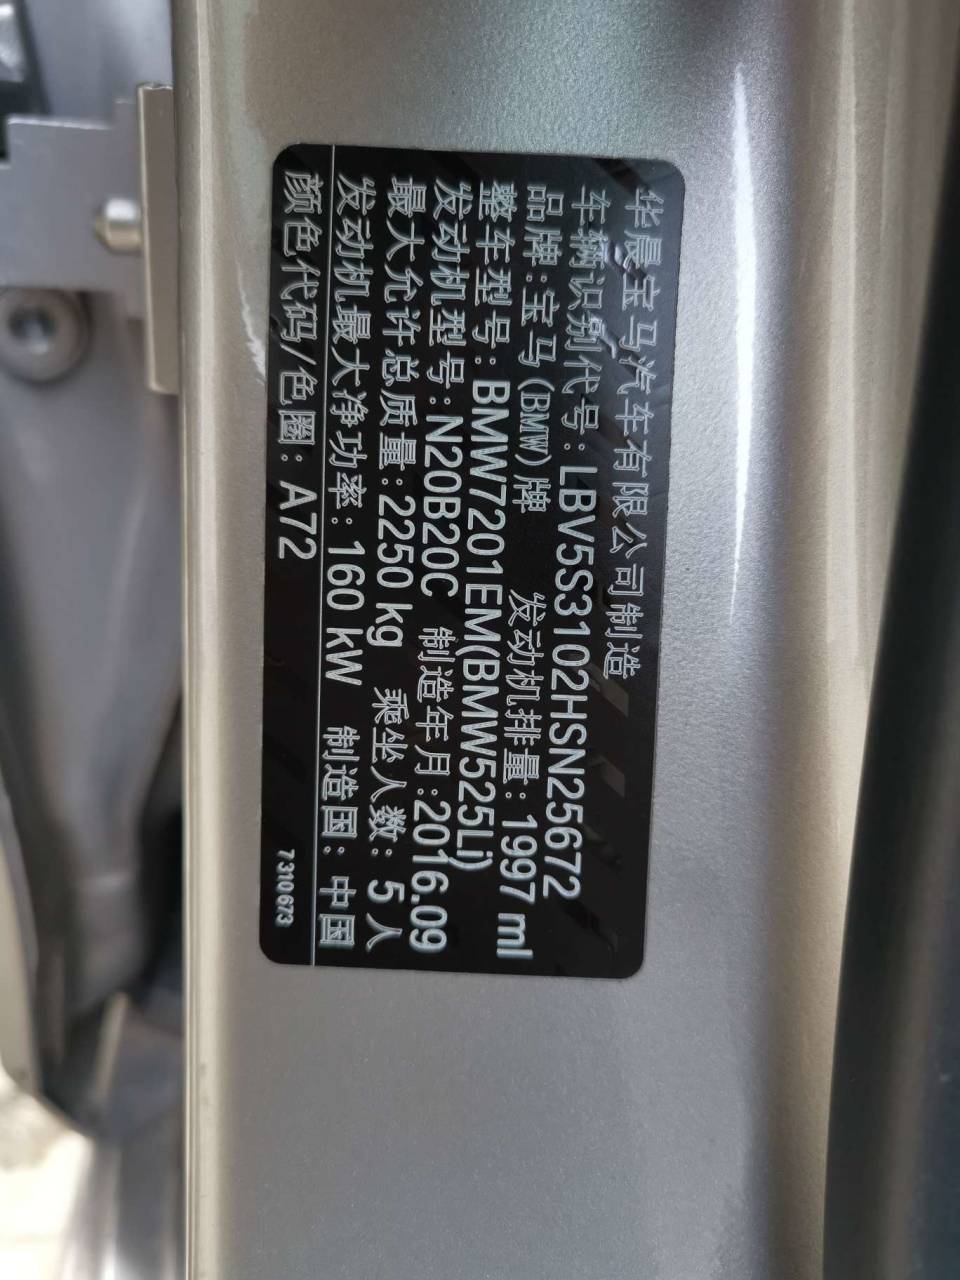 华晨宝马汽车有限公司制造
车辆识别代号: LBV5S3102HSN25672
品牌: 宝马(BMW)牌 发动机排量: 1997 ml
整车型号: BMW7201EM(BMW525Li)
发动机型号: N20B20C 制造年月: 2016.09
最大允许总质量: 2250 kg 乘坐人数: 5人
发动机最大净功率: 160 kW 制造国: 中国
颜色代码/色圈: A72 7310673